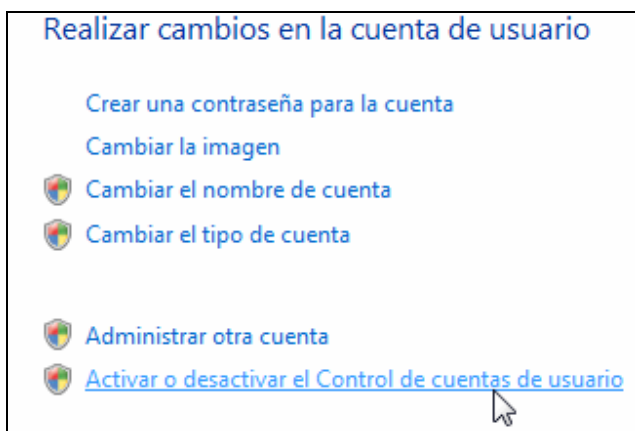 Realizar cambios en la cuenta de usuario
Crear una contraseña para la cuenta
Cambiar la imagen
Cambiar el nombre de cuenta
Cambiar el tipo de cuenta
Administrar otra cuenta
Activar o desactivar el Control de cuentas de usuario